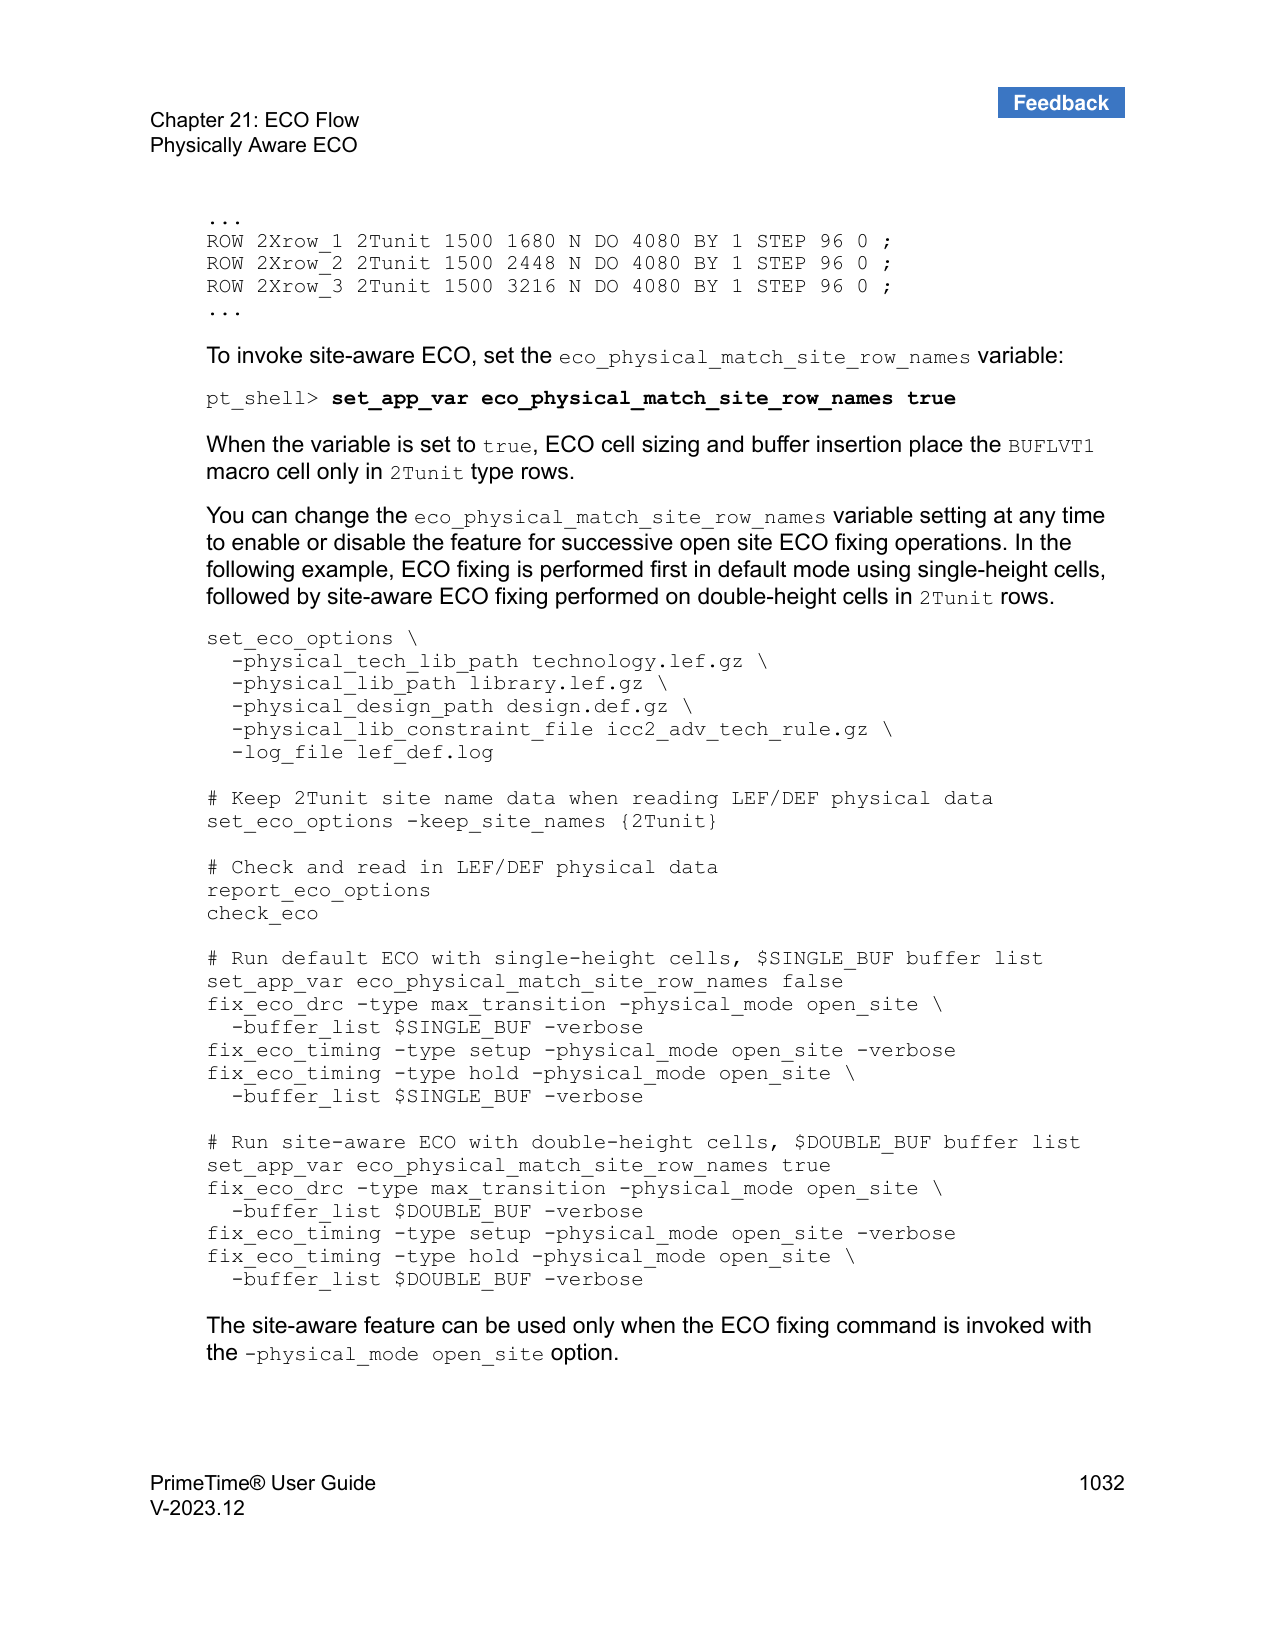 Feedback
Chapter 21: ECO Flow
Physically Aware ECO
...
ROW 2Xrow_1 2Tunit 1500 1680 N DO 4080 BY 1 STEP 96 0 ;
ROW 2Xrow_2 2Tunit 1500 2448 N DO 4080 BY 1 STEP 96 0 ;
ROW 2Xrow_3 2Tunit 1500 3216 N DO 4080 BY 1 STEP 96 0 ;
...
To invoke site-aware ECO, set the eco_physical_match_site_row_names variable:
pt_shell> set_app_var eco_physical_match_site_row_names true
When the variable is set to true, ECO cell sizing and buffer insertion place the BUFLVT1
macro cell only in 2Tunit type rows.
You can change the eco_physical_match_site_row_names variable setting at any time
to enable or disable the feature for successive open site ECO fixing operations. In the
following example, ECO fixing is performed first in default mode using single-height cells,
followed by site-aware ECO fixing performed on double-height cells in 2Tunit rows.
set_eco_options \
  -physical_tech_lib_path technology.lef.gz \
  -physical_lib_path library.lef.gz \
  -physical_design_path design.def.gz \
  -physical_lib_constraint_file icc2_adv_tech_rule.gz \
  -log_file lef_def.log
# Keep 2Tunit site name data when reading LEF/DEF physical data
set_eco_options -keep_site_names {2Tunit}
# Check and read in LEF/DEF physical data
report_eco_options
check_eco
# Run default ECO with single-height cells, $SINGLE_BUF buffer list
set_app_var eco_physical_match_site_row_names false
fix_eco_drc -type max_transition -physical_mode open_site \
  -buffer_list $SINGLE_BUF -verbose
fix_eco_timing -type setup -physical_mode open_site -verbose
fix_eco_timing -type hold -physical_mode open_site \
  -buffer_list $SINGLE_BUF -verbose
# Run site-aware ECO with double-height cells, $DOUBLE_BUF buffer list
set_app_var eco_physical_match_site_row_names true
fix_eco_drc -type max_transition -physical_mode open_site \
  -buffer_list $DOUBLE_BUF -verbose
fix_eco_timing -type setup -physical_mode open_site -verbose
fix_eco_timing -type hold -physical_mode open_site \
  -buffer_list $DOUBLE_BUF -verbose
The site-aware feature can be used only when the ECO fixing command is invoked with
the -physical_mode open_site option.
PrimeTime® User Guide
1032
V-2023.12